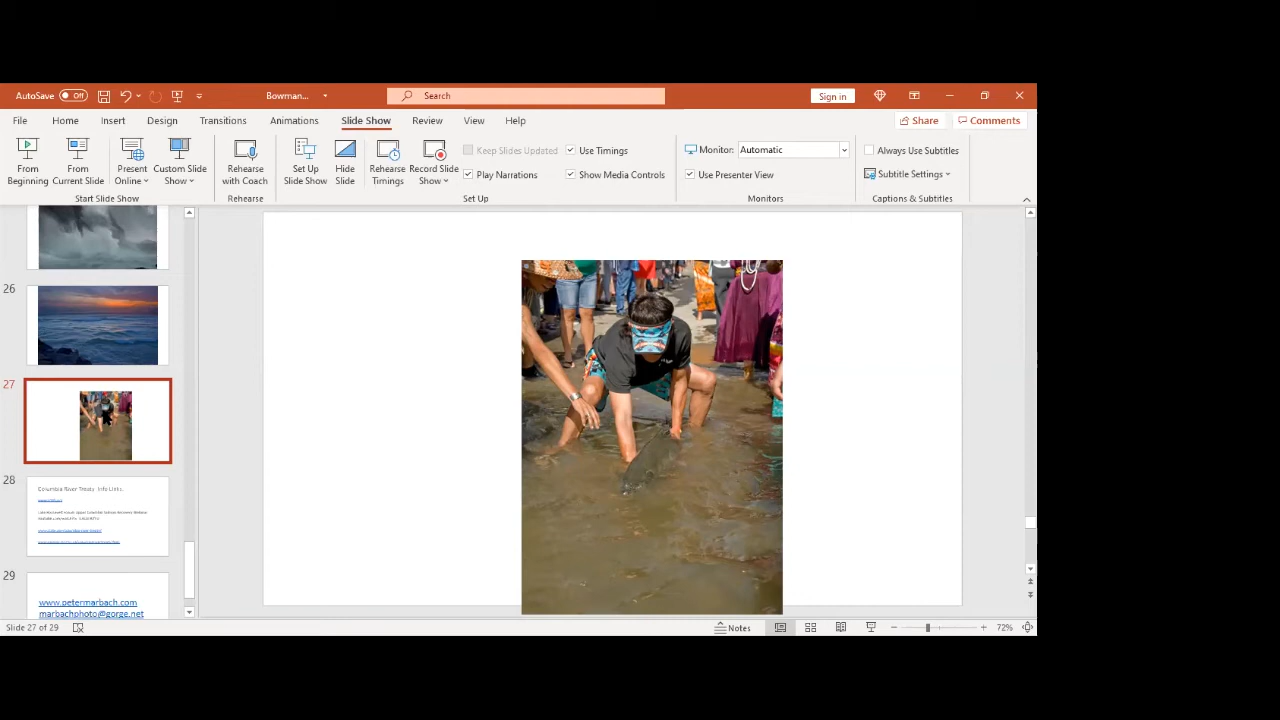 AutoSave Off Bowman... Search Sign in
File Home Insert Design Transitions Animations Slide Show Review View Help Share Comments
From Beginning
From Current Slide
Present Online
Custom Slide Show
Rehearse with Coach
Set Up Slide Show
Hide Slide
Rehearse Timings
Record Slide Show
Keep Slides Updated
Play Narrations
Use Timings
Show Media Controls
Monitor: Automatic
Use Presenter View
Always Use Subtitles
Subtitle Settings
Start Slide Show Rehearse Set Up Monitors Captions & Subtitles
26
27
28
Columbia River Treaty Info Links
29
www.petermarbach.com
marbachphoto@gorge.net
Slide 27 of 29 Notes 72%